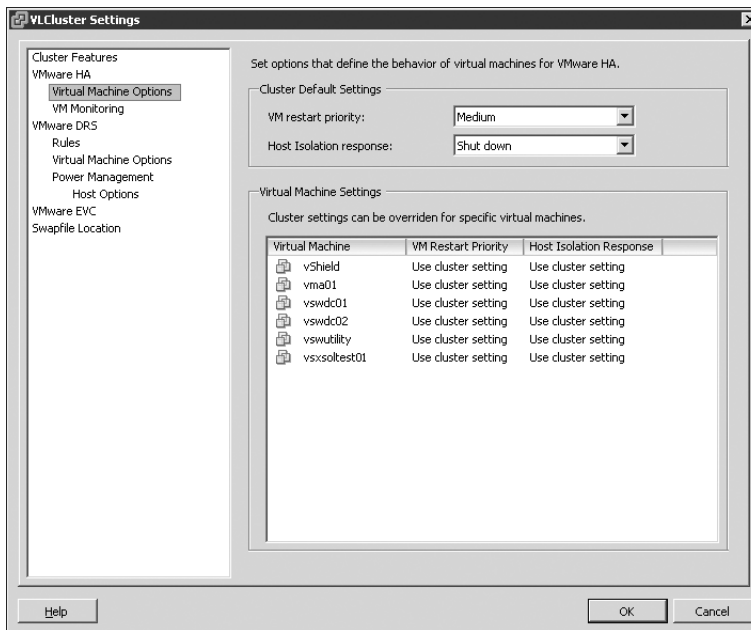 VLCluster Settings
Cluster Features
VMware HA
Virtual Machine Options
VM Monitoring
VMware DRS
Rules
Virtual Machine Options
Power Management
Host Options
VMware EVC
Swapfile Location
Set options that define the behavior of virtual machines for VMware HA.
Cluster Default Settings
VM restart priority: Medium
Host Isolation response: Shut down
Virtual Machine Settings
Cluster settings can be overriden for specific virtual machines.
Virtual Machine VM Restart Priority Host Isolation Response
vShield Use cluster setting Use cluster setting
vma01 Use cluster setting Use cluster setting
vswdc01 Use cluster setting Use cluster setting
vswdc02 Use cluster setting Use cluster setting
vswutility Use cluster setting Use cluster setting
vsxsoltest01 Use cluster setting Use cluster setting
Help OK Cancel